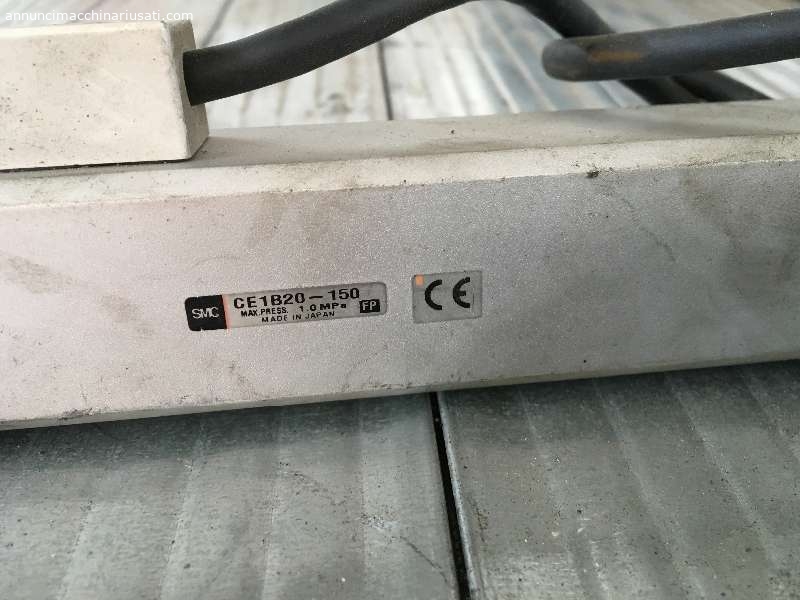 annuncimacchinariusati.com
SMC
CE1B20-150
MAX.PRESS. 1.0MPa FP
MADE IN JAPAN
CE